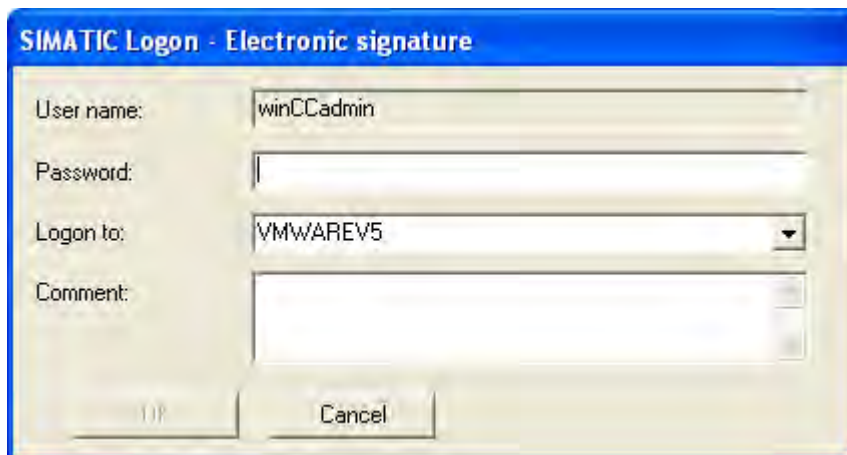 SIMATIC Logon - Electronic signature
User name: winCCadmin
Password:
Logon to: VMWAREV5
Comment:
Cancel